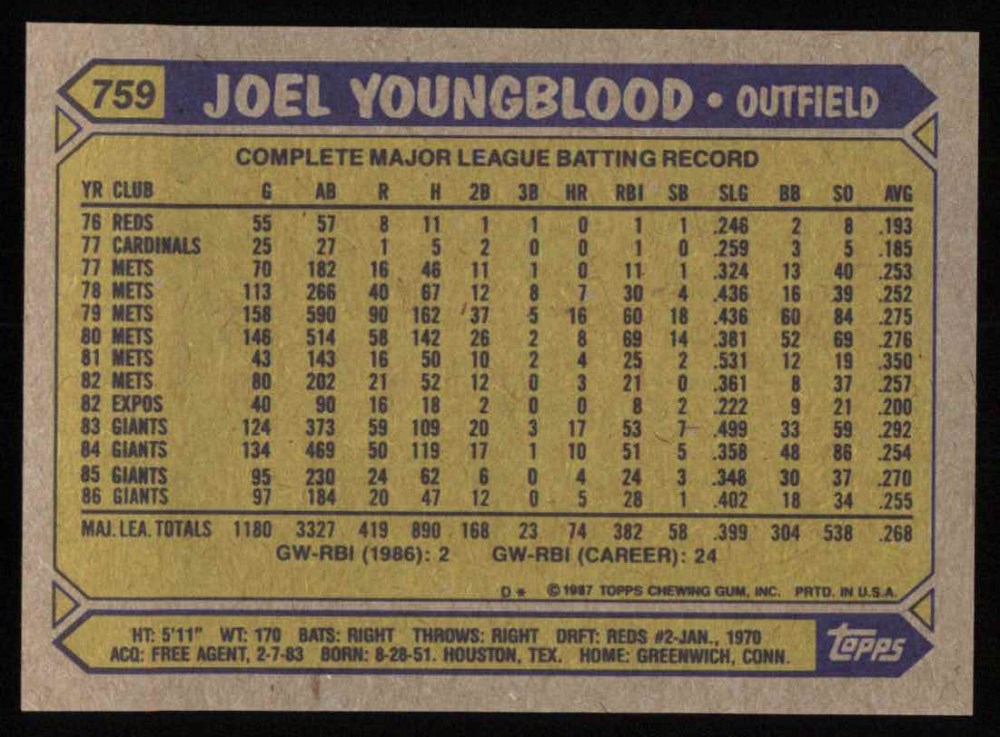 759 JOEL YOUNGBLOOD • OUTFIELD
COMPLETE MAJOR LEAGUE BATTING RECORD
YR CLUB G AB R H 2B 3B HR RBI SB SLG BB SO AVG
76 REDS 55 57 8 11 1 1 0 1 1 .246 2 8 .193
77 CARDINALS 25 27 1 5 2 0 0 1 0 .259 3 5 .185
77 METS 70 182 16 46 11 1 0 11 1 .324 13 40 .253
78 METS 113 266 40 67 12 8 7 30 4 .436 16 39 .252
79 METS 158 590 90 162 37 5 16 60 18 .436 60 84 .275
80 METS 146 514 58 142 26 2 8 69 14 .381 52 69 .276
81 METS 43 143 16 50 10 2 4 25 2 .531 12 19 .350
82 METS 80 202 21 52 12 0 3 21 0 .361 8 37 .257
82 EXPOS 40 90 16 18 2 0 0 8 2 .222 9 21 .200
83 GIANTS 124 373 59 109 20 3 17 53 7 .499 33 59 .292
84 GIANTS 134 469 50 119 17 1 10 51 5 .358 48 86 .254
85 GIANTS 95 230 24 62 6 0 4 24 3 .348 30 37 .270
86 GIANTS 97 184 20 47 12 0 5 28 1 .402 18 34 .255
MAJ. LEA. TOTALS 1180 3327 419 890 168 23 74 382 58 .399 304 538 .268
GW-RBI (1986): 2 GW-RBI (CAREER): 24
D* ©1987 TOPPS CHEWING GUM, INC. PRTD. IN U.S.A.
HT: 5'11" WT: 170 BATS: RIGHT THROWS: RIGHT DRFT: REDS #2-JAN., 1970
ACQ: FREE AGENT, 2-7-83 BORN: 8-28-51. HOUSTON, TEX. HOME: GREENWICH, CONN.
topps